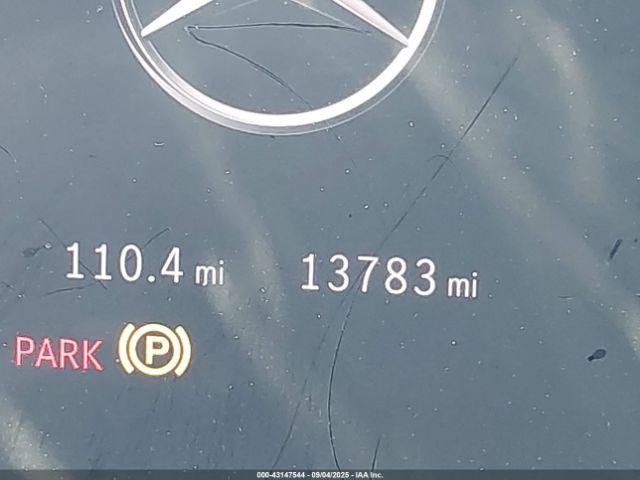 110.4 mi 13783 mi
PARK (P)
000-43147544 - 09/04/2025 - IAA Inc.